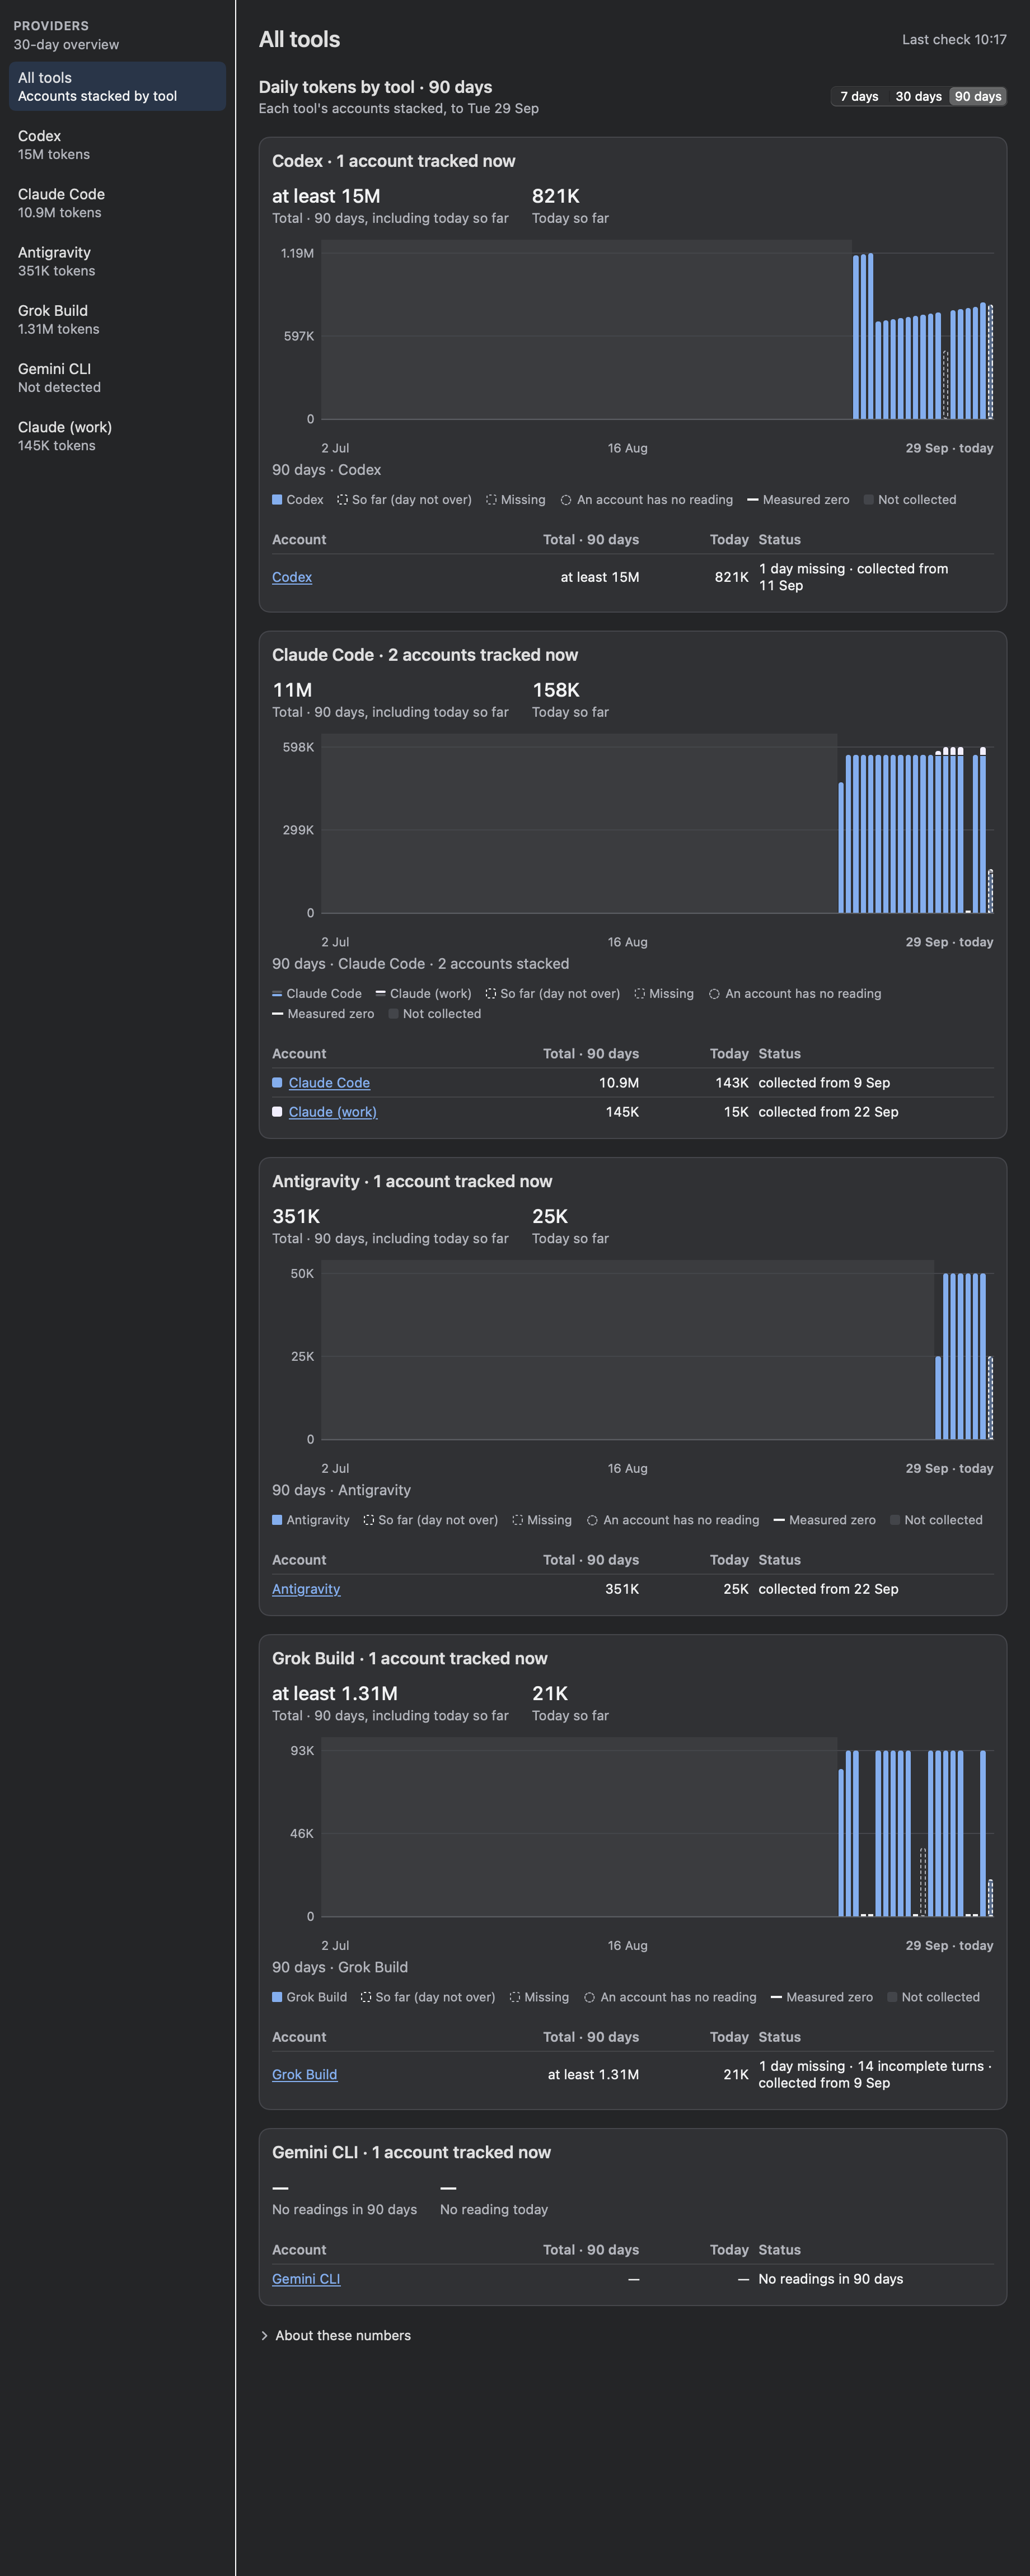 PROVIDERS
30-day overview
All tools
Accounts stacked by tool
Codex
15M tokens
Claude Code
10.9M tokens
Antigravity
351K tokens
Grok Build
1.31M tokens
Gemini CLI
Not detected
Claude (work)
145K tokens
All tools
Last check 10:17
Daily tokens by tool · 90 days
Each tool's accounts stacked, to Tue 29 Sep
7 days 30 days 90 days
Codex · 1 account tracked now
at least 15M 821K
Total · 90 days, including today so far Today so far
1.19M
597K
0
2 Jul 16 Aug 29 Sep · today
90 days · Codex
Codex So far (day not over) Missing An account has no reading Measured zero Not collected
Account Total · 90 days Today Status
Codex at least 15M 821K 1 day missing · collected from
11 Sep
Claude Code · 2 accounts tracked now
11M 158K
Total · 90 days, including today so far Today so far
598K
299K
0
2 Jul 16 Aug 29 Sep · today
90 days · Claude Code · 2 accounts stacked
Claude Code Claude (work) So far (day not over) Missing An account has no reading
Measured zero Not collected
Account Total · 90 days Today Status
Claude Code 10.9M 143K collected from 9 Sep
Claude (work) 145K 15K collected from 22 Sep
Antigravity · 1 account tracked now
351K 25K
Total · 90 days, including today so far Today so far
50K
25K
0
2 Jul 16 Aug 29 Sep · today
90 days · Antigravity
Antigravity So far (day not over) Missing An account has no reading Measured zero Not collected
Account Total · 90 days Today Status
Antigravity 351K 25K collected from 22 Sep
Grok Build · 1 account tracked now
at least 1.31M 21K
Total · 90 days, including today so far Today so far
93K
46K
0
2 Jul 16 Aug 29 Sep · today
90 days · Grok Build
Grok Build So far (day not over) Missing An account has no reading Measured zero Not collected
Account Total · 90 days Today Status
Grok Build at least 1.31M 21K 1 day missing · 14 incomplete turns ·
collected from 9 Sep
Gemini CLI · 1 account tracked now
— —
No readings in 90 days No reading today
Account Total · 90 days Today Status
Gemini CLI — — No readings in 90 days
About these numbers